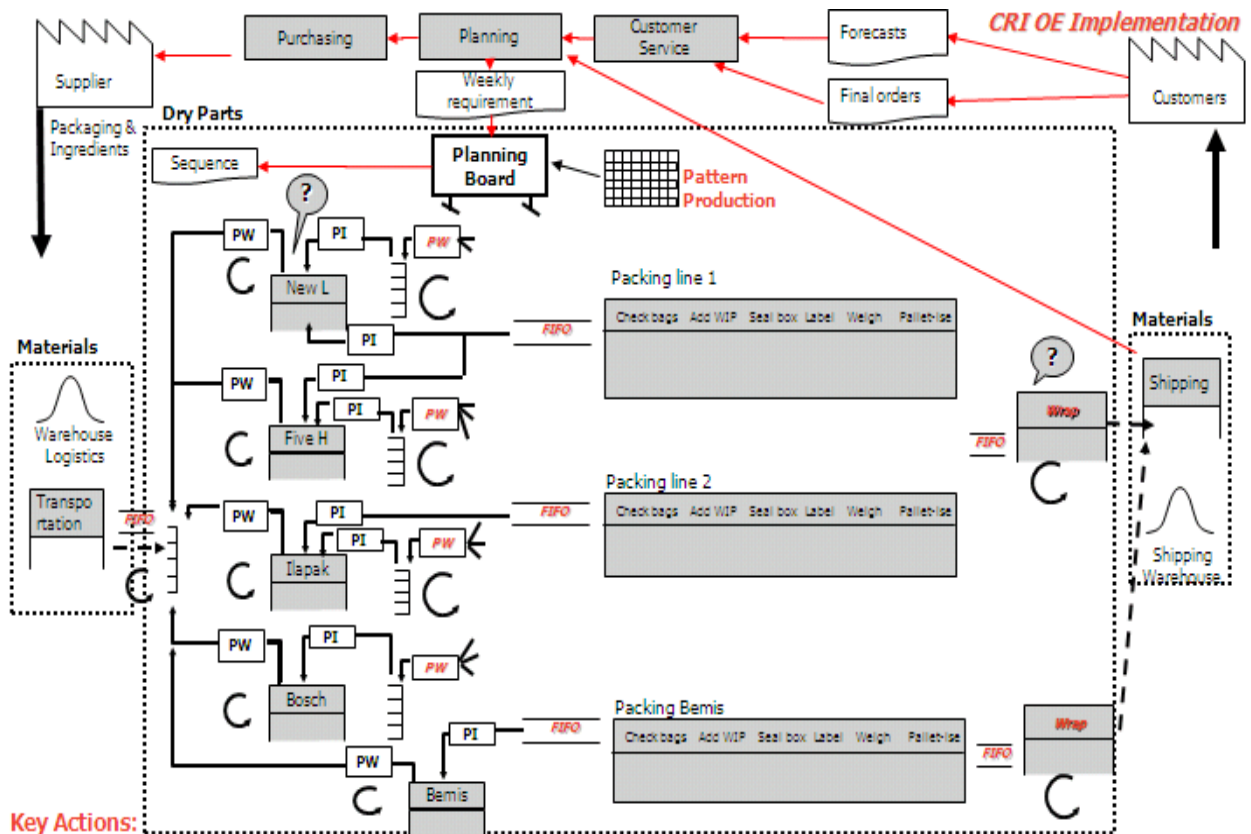 CRI OE Implementation
Supplier
Purchasing
Planning
Customer
Service
Forecasts
Final orders
Customers
Weekly
requirement
Packaging &
Ingredients
Dry Parts
Sequence
Planning
Board
Pattern
Production
?
PW
PI
PW
New L
PI
FIFO
Packing line 1
Check bags Add WIP Seal box Label Weigh Pallet-ise
Materials
Warehouse
Logistics
Transpo
rtation
FIFO
PW
PI
PI
PW
Five H
Packing line 2
FIFO
Check bags Add WIP Seal box Label Weigh Pallet-ise
?
Wrap
FIFO
Materials
Shipping
Shipping
Warehouse
PW
PI
PI
PW
Ilapak
PW
PI
PW
Bosch
PI
FIFO
Packing Bemis
Check bags Add WIP Seal box Label Weigh Pallet-ise
FIFO
Wrap
PW
Bemis
Key Actions: